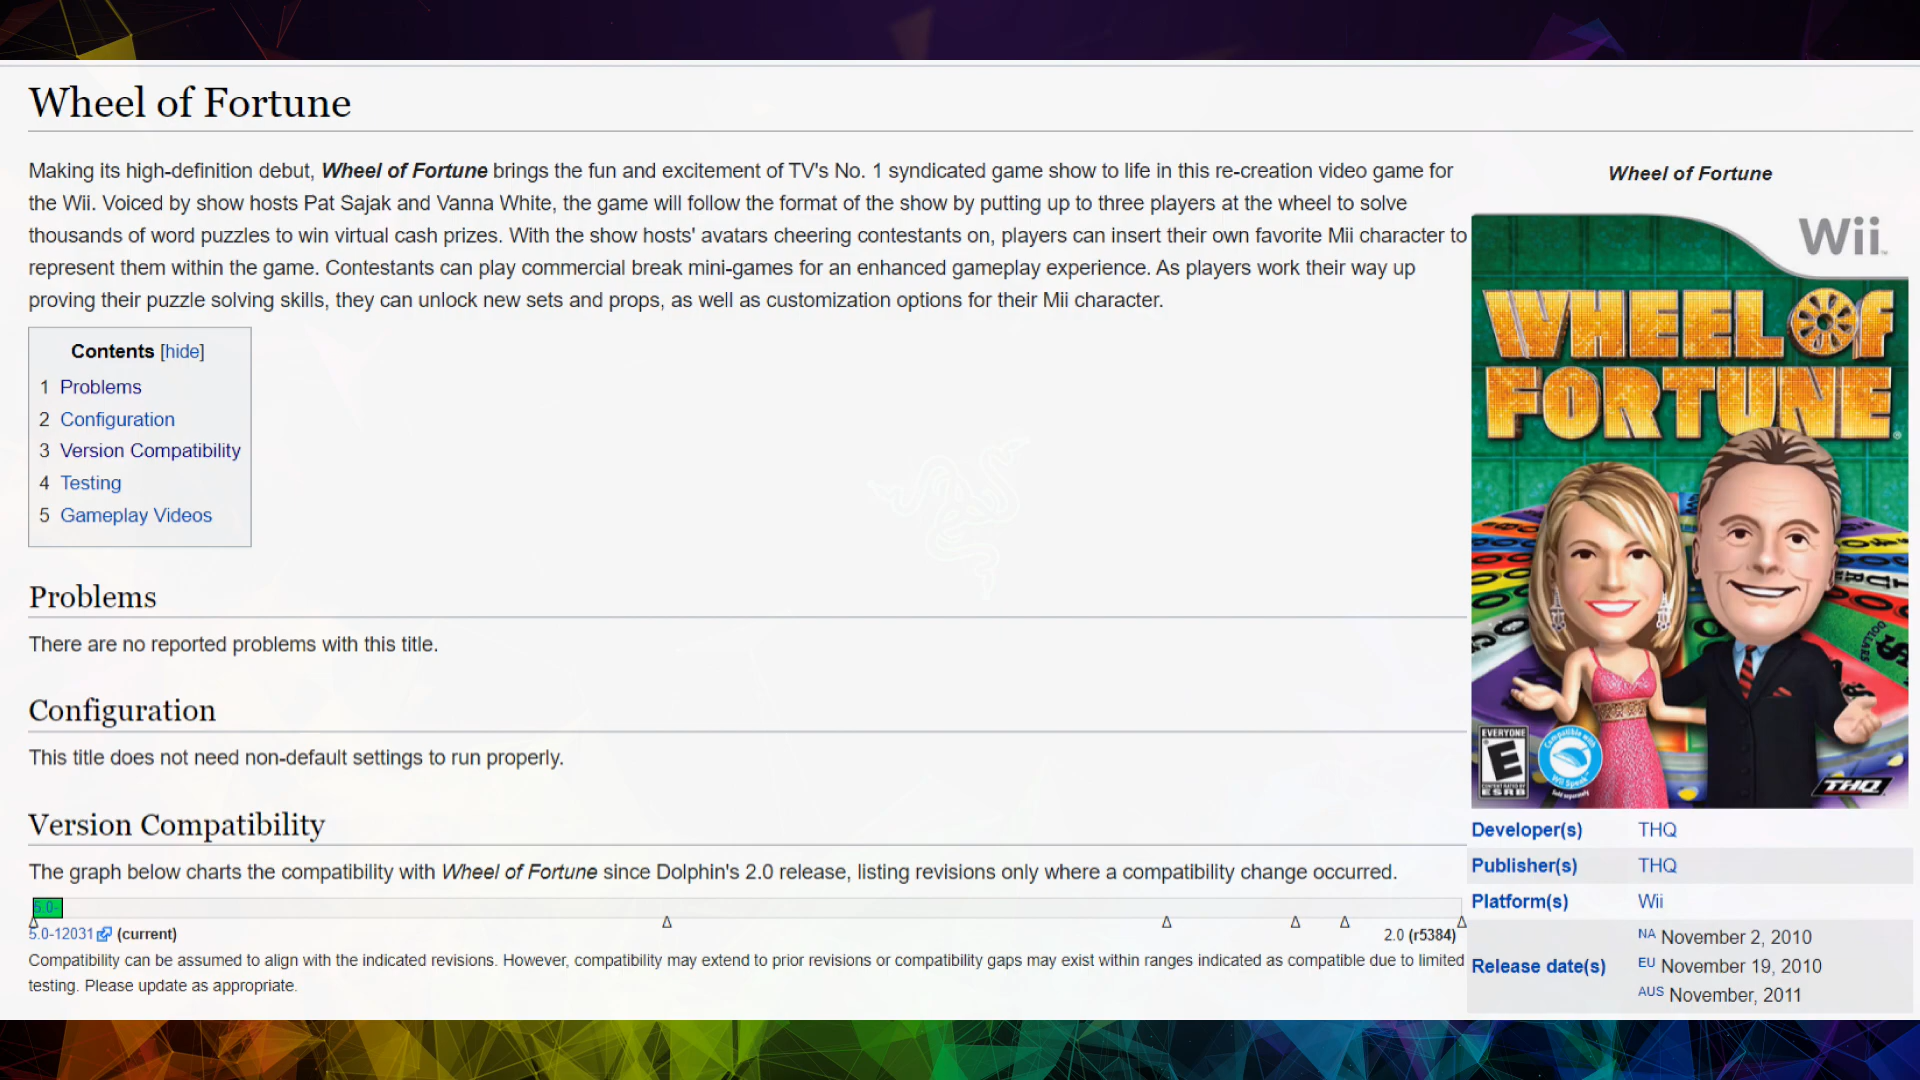 Wheel of Fortune
Making its high-definition debut, Wheel of Fortune brings the fun and excitement of TV's No. 1 syndicated game show to life in this re-creation video game for
the Wii. Voiced by show hosts Pat Sajak and Vanna White, the game will follow the format of the show by putting up to three players at the wheel to solve
thousands of word puzzles to win virtual cash prizes. With the show hosts' avatars cheering contestants on, players can insert their own favorite Mii character to
represent them within the game. Contestants can play commercial break mini-games for an enhanced gameplay experience. As players work their way up
proving their puzzle solving skills, they can unlock new sets and props, as well as customization options for their Mii character.
Contents [hide]
1 Problems
2 Configuration
3 Version Compatibility
4 Testing
5 Gameplay Videos
Problems
There are no reported problems with this title.
Configuration
This title does not need non-default settings to run properly.
Version Compatibility
The graph below charts the compatibility with Wheel of Fortune since Dolphin's 2.0 release, listing revisions only where a compatibility change occurred.
5.0-
5.0-12031 (current)
2.0 (r5384)
Compatibility can be assumed to align with the indicated revisions. However, compatibility may extend to prior revisions or compatibility gaps may exist within ranges indicated as compatible due to limited
testing. Please update as appropriate.
Wheel of Fortune
Wii
WHEEL OF
FORTUNE
DOLLARS
EVERYONE
E
ESRB
Compatible with
Wii Speak
THQ
Developer(s) THQ
Publisher(s) THQ
Platform(s) Wii
Release date(s)
NA November 2, 2010
EU November 19, 2010
AUS November, 2011